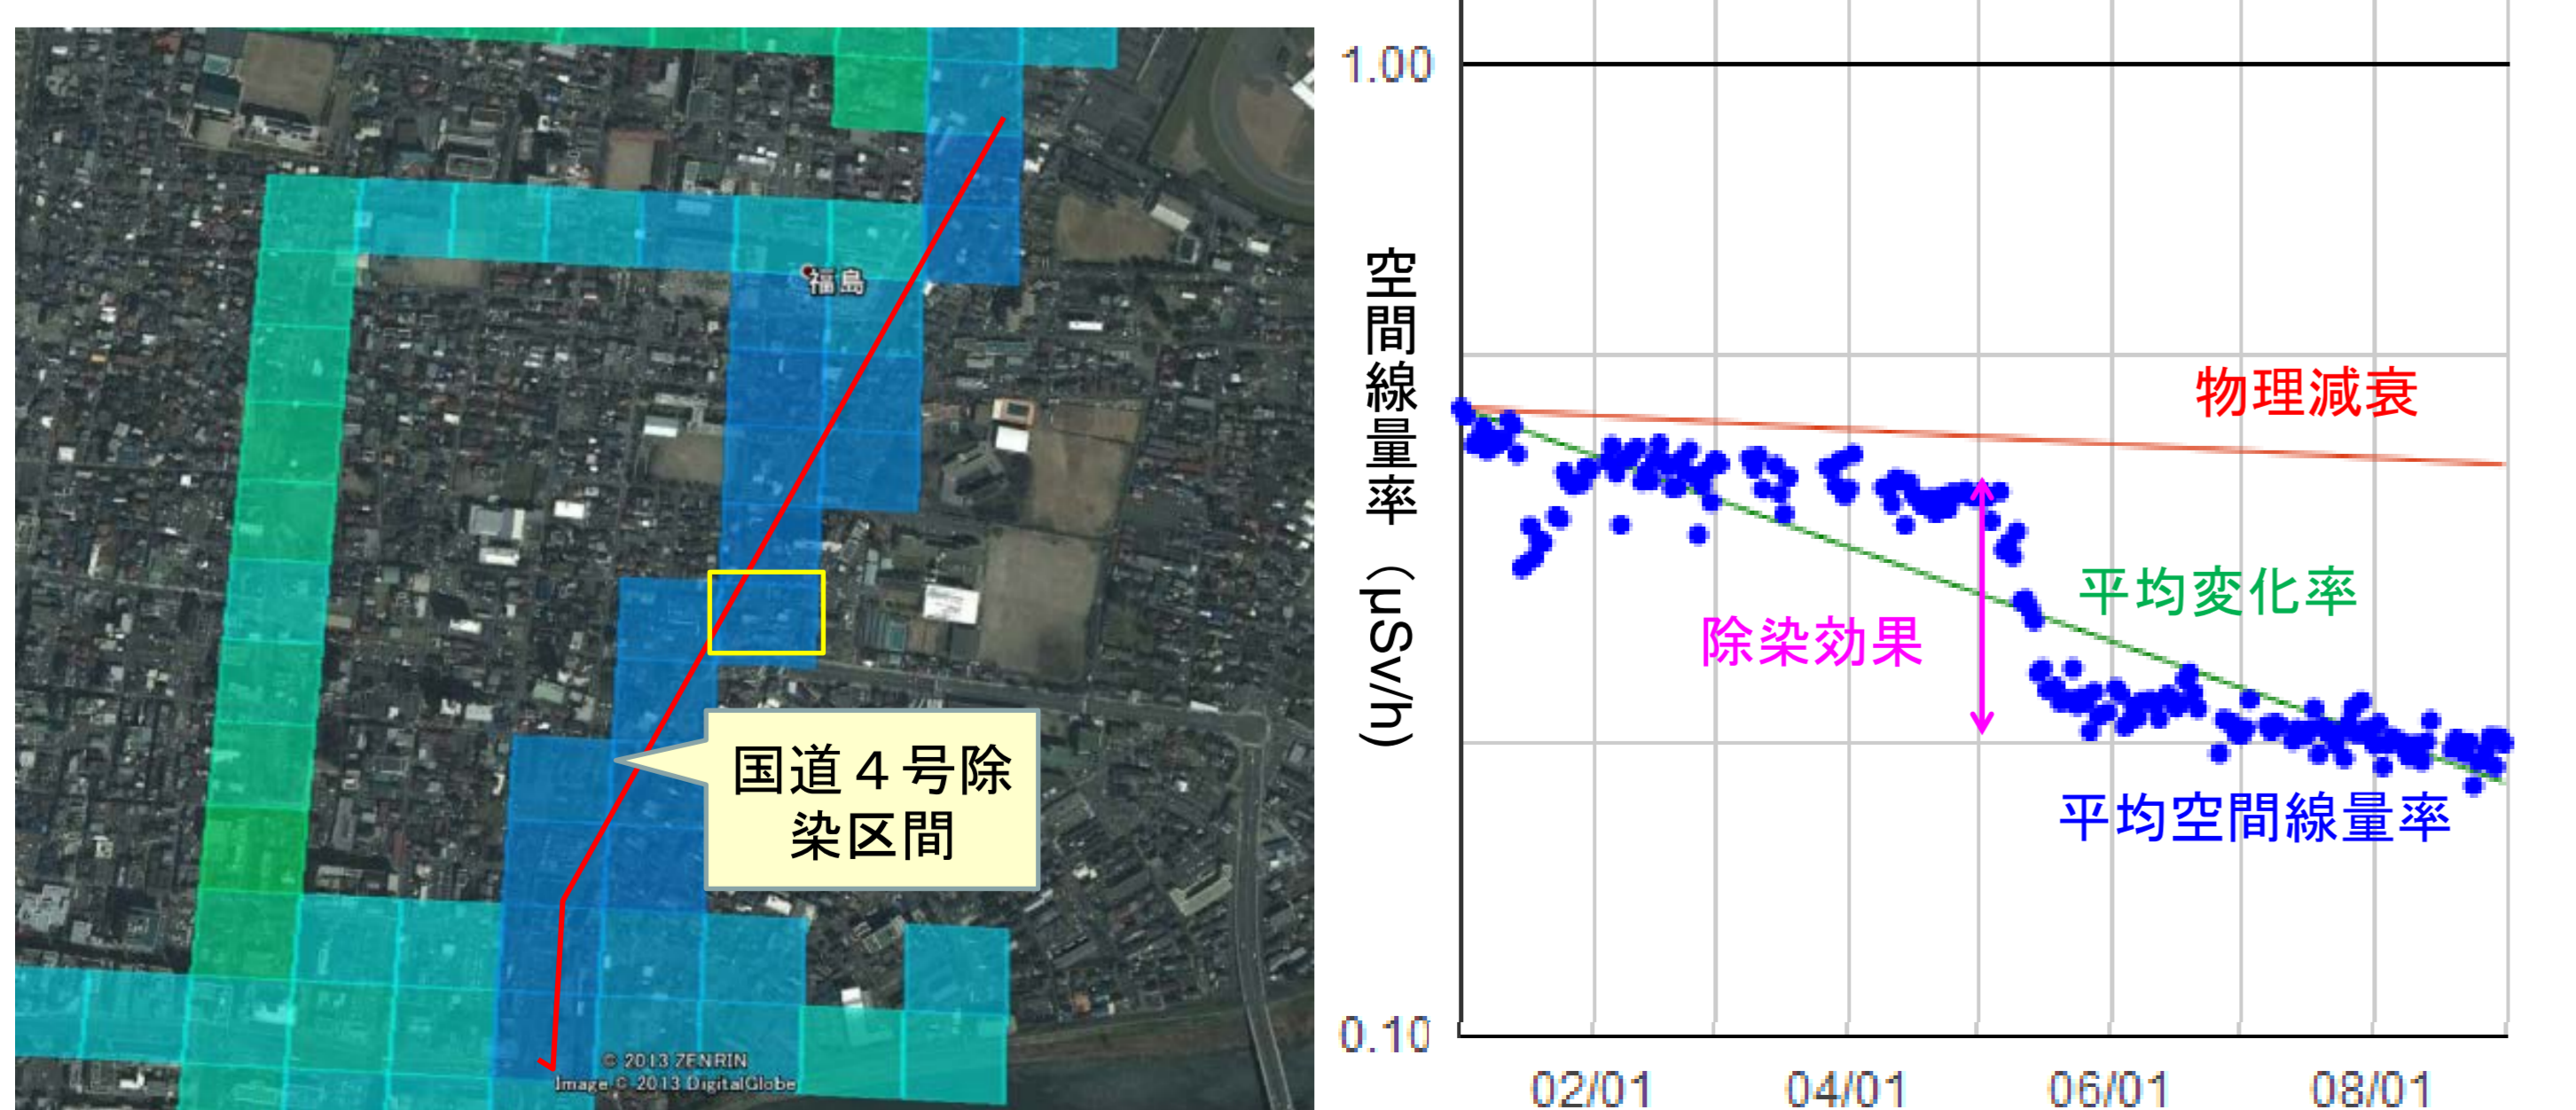 福島
国道４号除
染区間
© 2013 ZENRIN
Image © 2013 DigitalGlobe
1.00
空間線量率（μSv/h)
物理減衰
平均変化率
除染効果
平均空間線量率
0.10
02/01
04/01
06/01
08/01